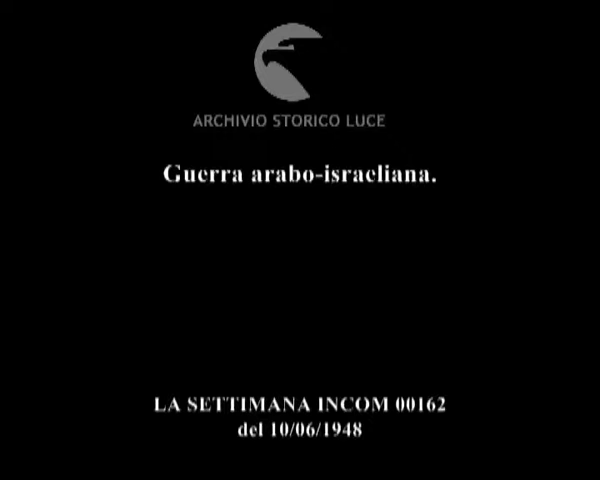 ARCHIVIO STORICO LUCE
Guerra arabo-israeliana.
LA SETTIMANA INCOM 00162
del 10/06/1948